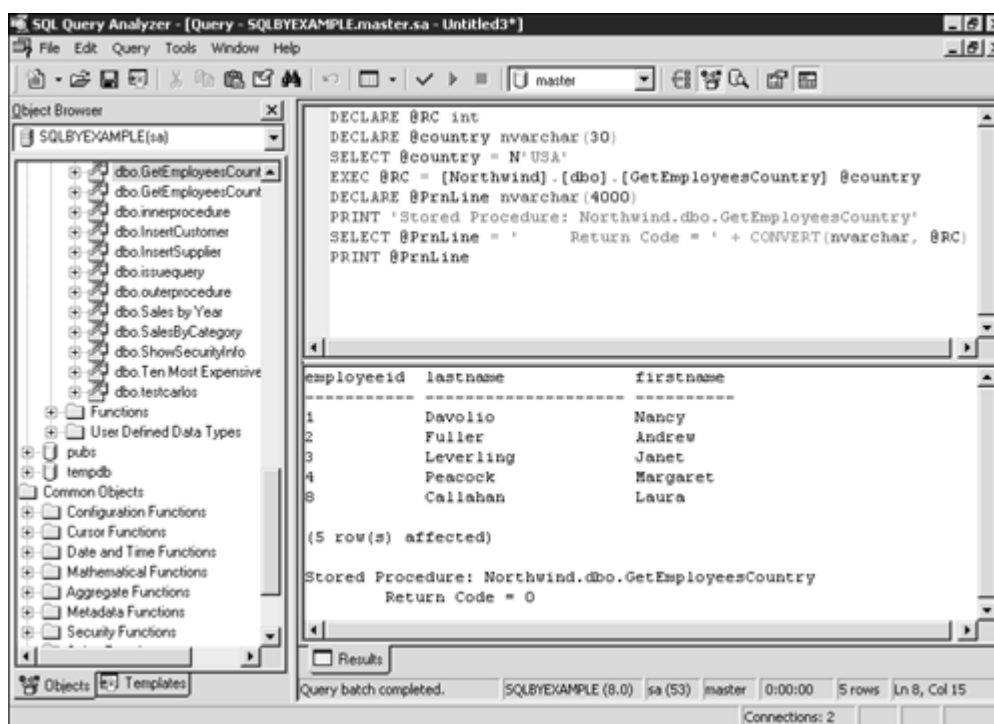 SQL Query Analyzer - [Query - SQLBYEXAMPLE.master.sa - Untitled3*]
File Edit Query Tools Window Help
master
Object Browser
SQLBYEXAMPLE(sa)
dbo.GetEmployeesCount
dbo.GetEmployeesCount
dbo.innerprocedure
dbo.InsertCustomer
dbo.InsertSupplier
dbo.issuequery
dbo.outerprocedure
dbo.Sales by Year
dbo.SalesByCategory
dbo.ShowSecurityInfo
dbo.Ten Most Expensive
dbo.testcarlos
Functions
User Defined Data Types
pubs
tempdb
Common Objects
Configuration Functions
Cursor Functions
Date and Time Functions
Mathematical Functions
Aggregate Functions
Metadata Functions
Security Functions
Objects Templates
DECLARE @RC int
DECLARE @country nvarchar(30)
SELECT @country = N'USA'
EXEC @RC = [Northwind].[dbo].[GetEmployeesCountry] @country
DECLARE @PrnLine nvarchar(4000)
PRINT 'Stored Procedure: Northwind.dbo.GetEmployeesCountry'
SELECT @PrnLine = '     Return Code = ' + CONVERT(nvarchar, @RC)
PRINT @PrnLine
employeeid lastname firstname
----------- -------------------- ----------
1 Davolio Nancy
2 Fuller Andrew
3 Leverling Janet
4 Peacock Margaret
8 Callahan Laura
(5 row(s) affected)
Stored Procedure: Northwind.dbo.GetEmployeesCountry
Return Code = 0
Results
Query batch completed. SQLBYEXAMPLE (8.0) sa (53) master 0:00:00 5 rows Ln 8, Col 15
Connections: 2